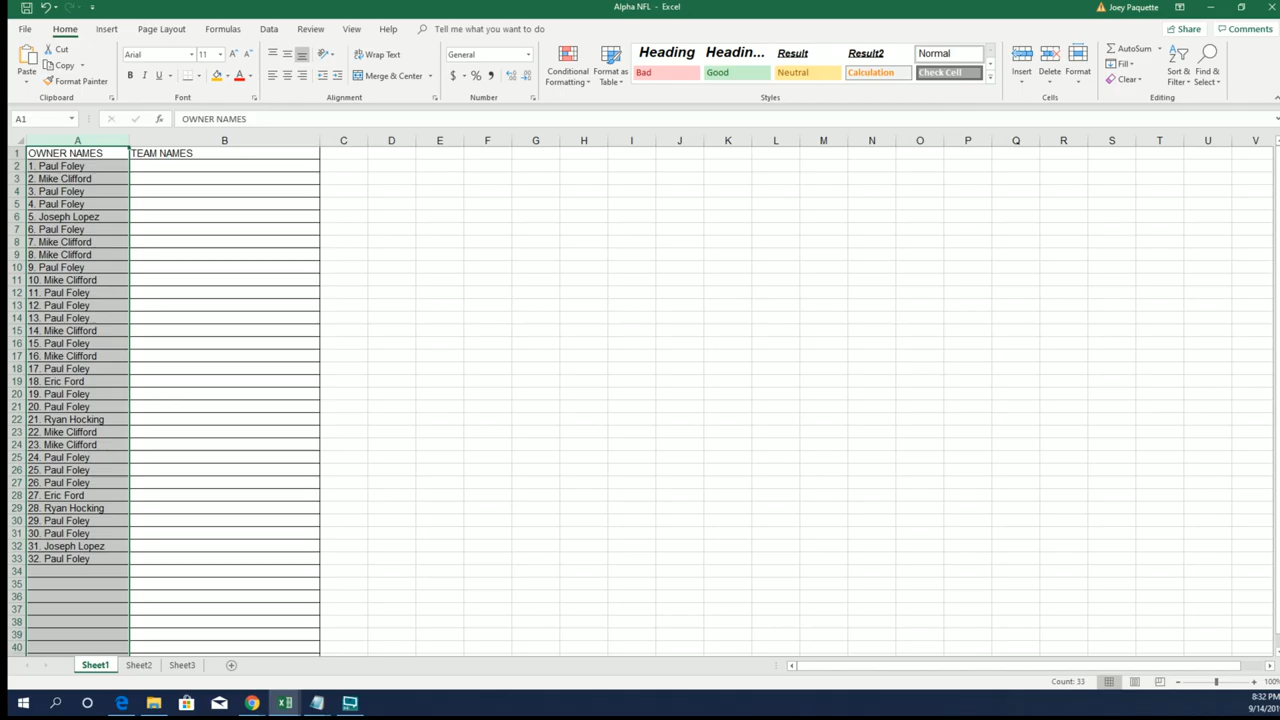 Alpha NFL - Excel
Joey Paquette
File Home Insert Page Layout Formulas Data Review View Help Tell me what you want to do
Share Comments
Paste
Cut
Copy
Format Painter
Clipboard
Arial 11
B I U
Font
Wrap Text
Merge & Center
Alignment
General
$ % ,
Number
Conditional Formatting
Format as Table
Heading Headin... Result Result2 Normal
Bad Good Neutral Calculation Check Cell
Styles
Insert Delete Format
Cells
AutoSum
Fill
Clear
Sort & Filter
Find & Select
Editing
A1 fx OWNER NAMES
A B C D E F G H I J K L M N O P Q R S T U V
1 OWNER NAMES TEAM NAMES
2 1. Paul Foley
3 2. Mike Clifford
4 3. Paul Foley
5 4. Paul Foley
6 5. Joseph Lopez
7 6. Paul Foley
8 7. Mike Clifford
9 8. Mike Clifford
10 9. Paul Foley
11 10. Mike Clifford
12 11. Paul Foley
13 12. Paul Foley
14 13. Paul Foley
15 14. Mike Clifford
16 15. Paul Foley
17 16. Mike Clifford
18 17. Paul Foley
19 18. Eric Ford
20 19. Paul Foley
21 20. Paul Foley
22 21. Ryan Hocking
23 22. Mike Clifford
24 23. Mike Clifford
25 24. Paul Foley
26 25. Paul Foley
27 26. Paul Foley
28 27. Eric Ford
29 28. Ryan Hocking
30 29. Paul Foley
31 30. Paul Foley
32 31. Joseph Lopez
33 32. Paul Foley
34
35
36
37
38
39
40
Sheet1 Sheet2 Sheet3
Count: 33 100%
8:32 PM